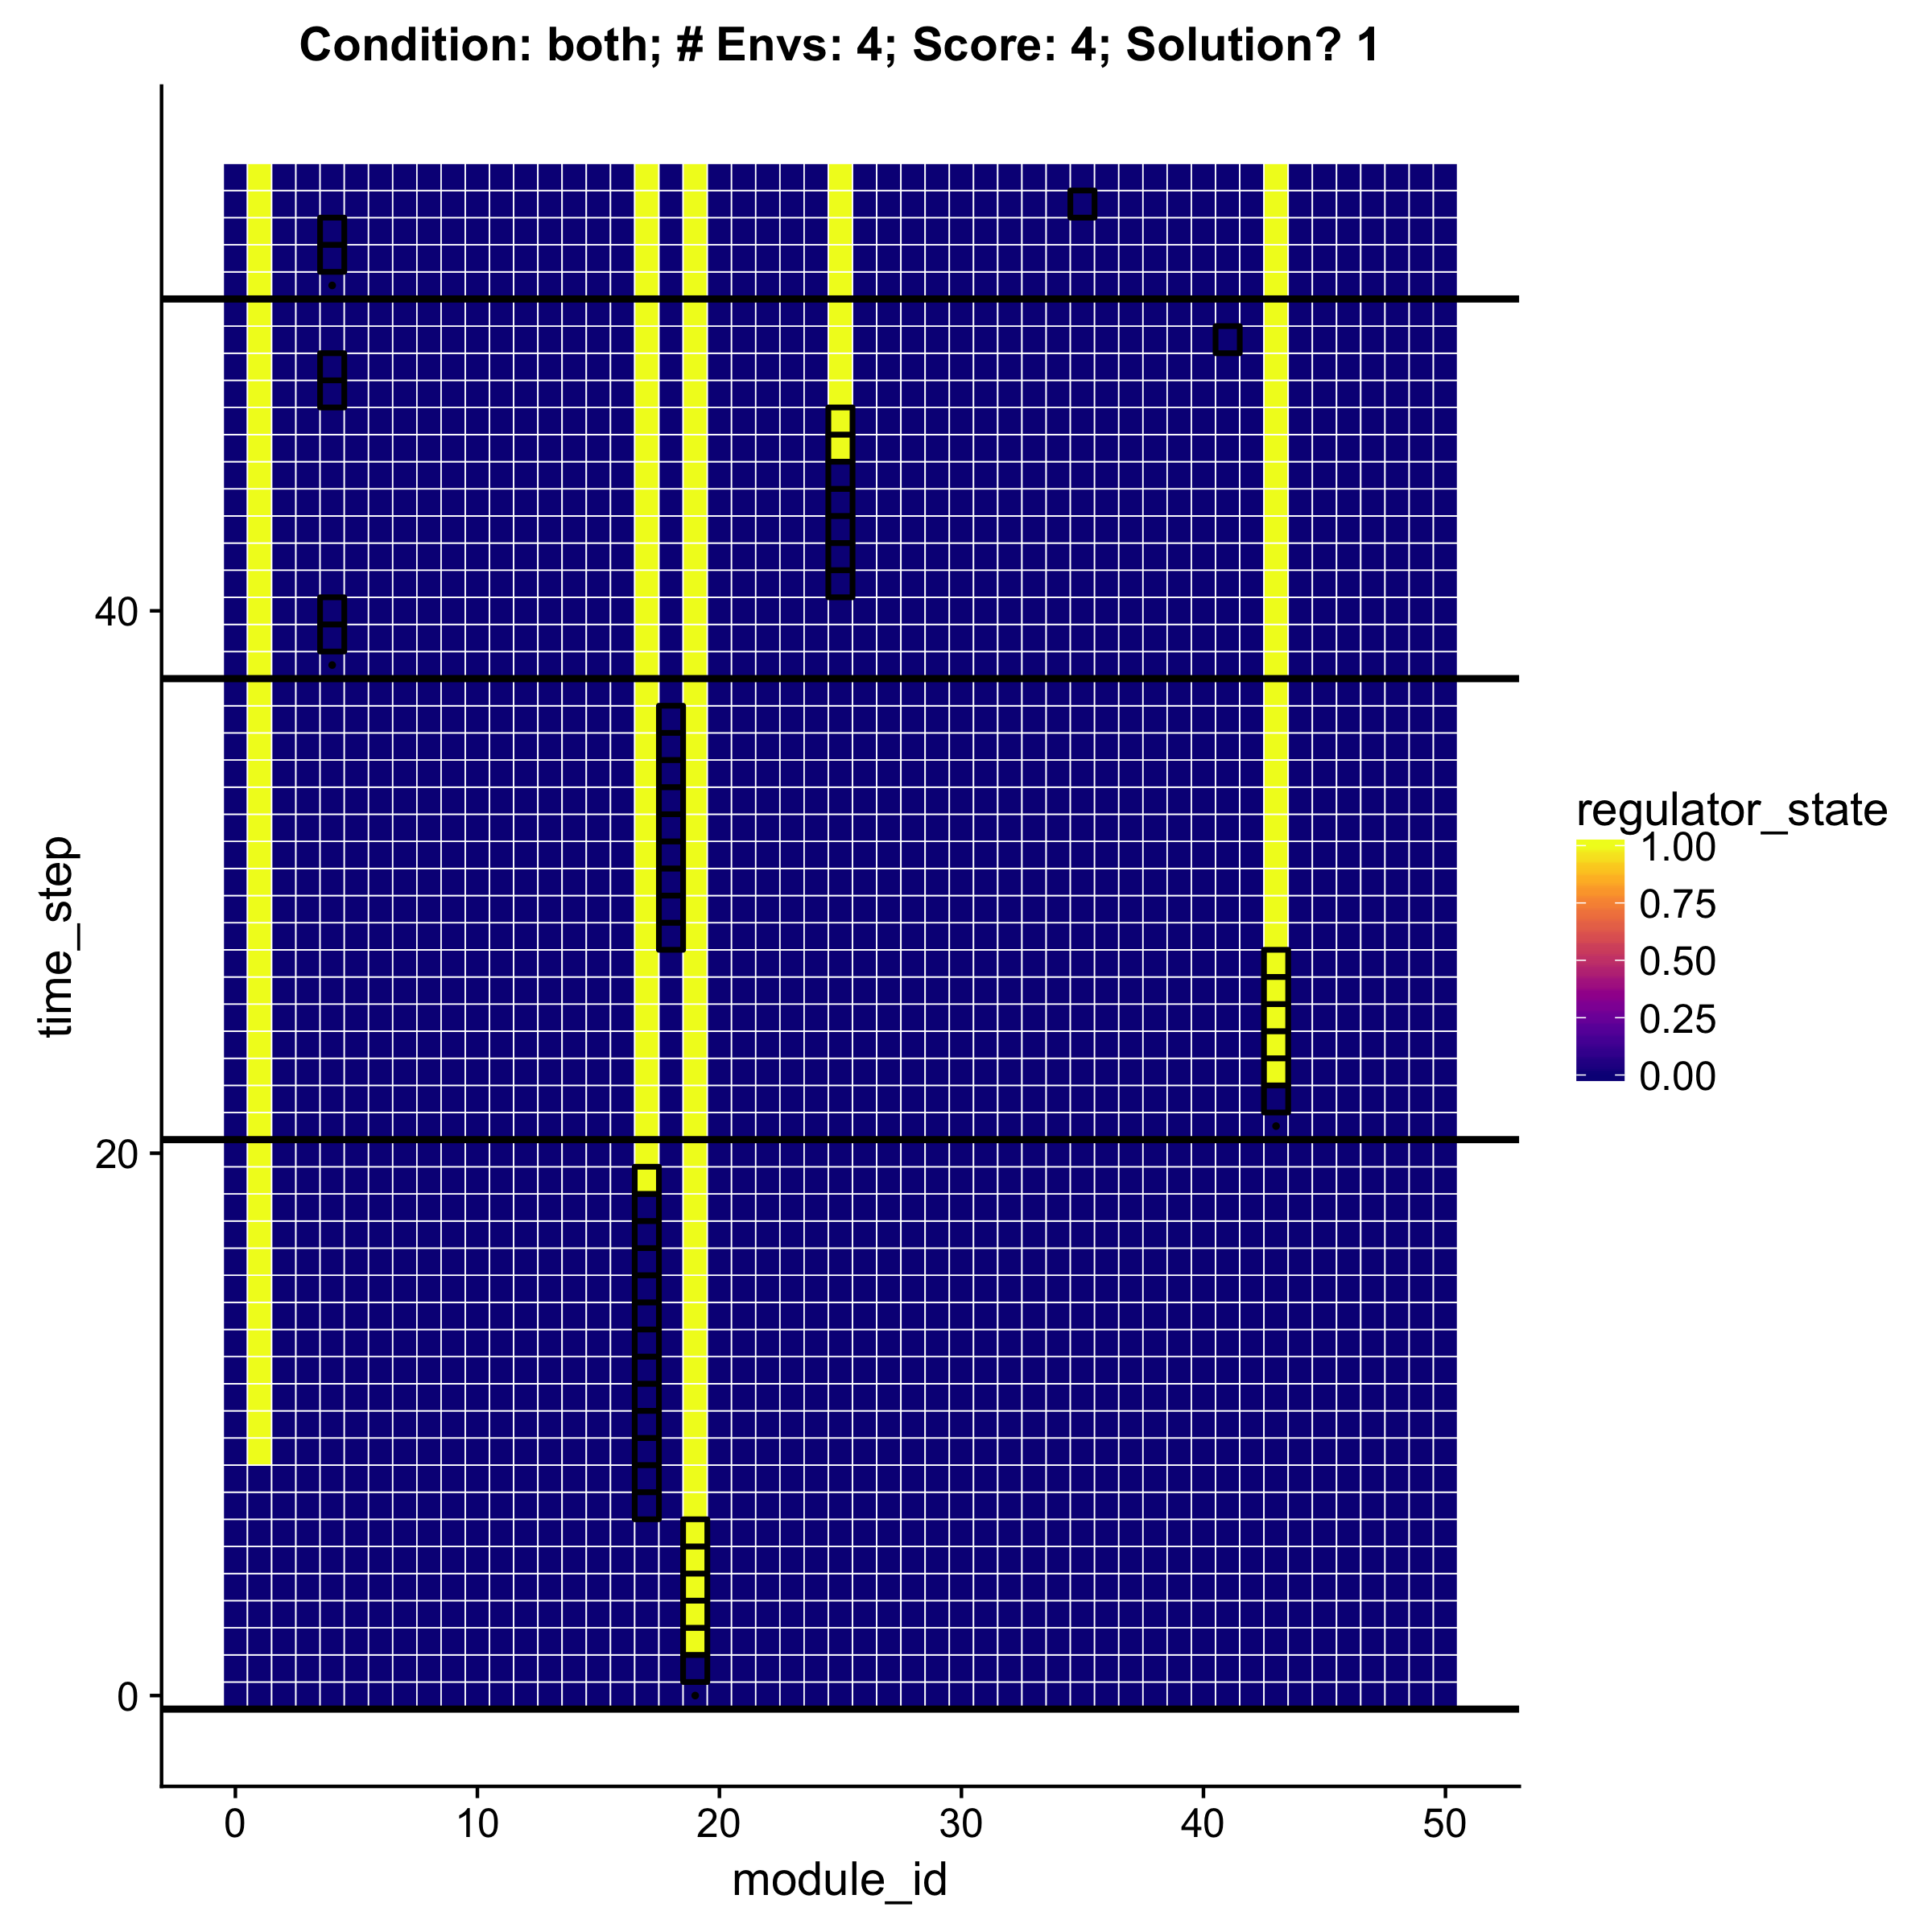 Condition: both; # Envs: 4; Score: 4; Solution? 1
time_step
40
20
0
0 10 20 30 40 50
module_id
regulator_state
1.00
0.75
0.50
0.25
0.00